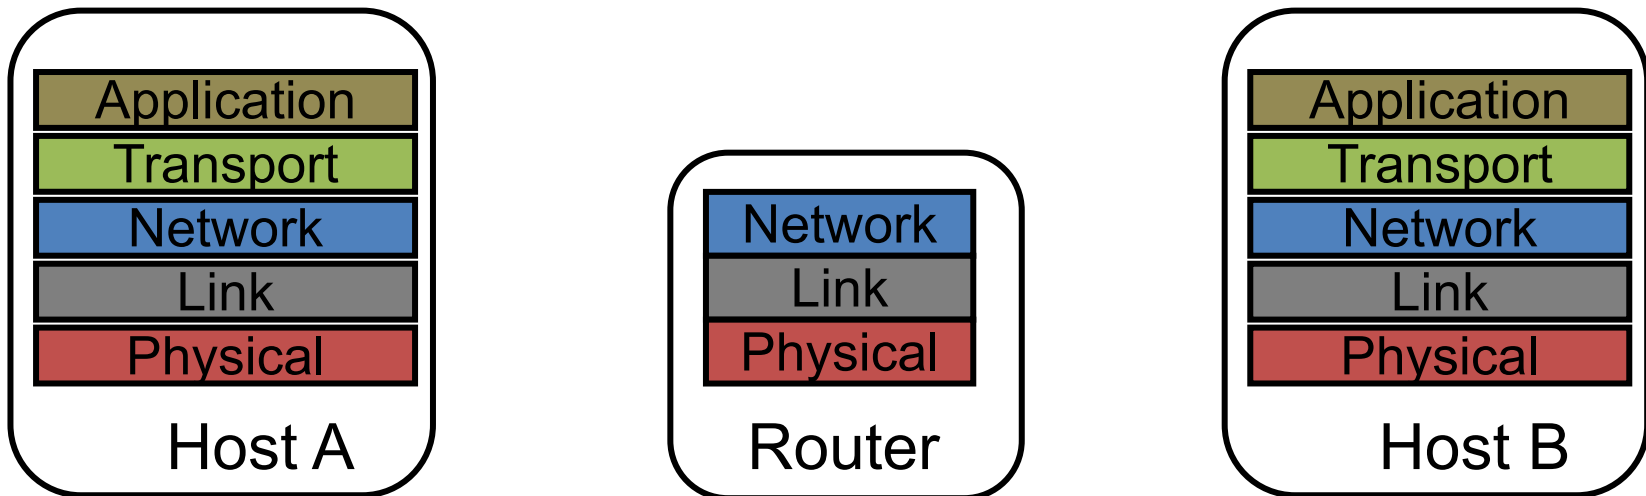 Application
Transport
Network
Link
Physical
Host A
Network
Link
Physical
Router
Application
Transport
Network
Link
Physical
Host B